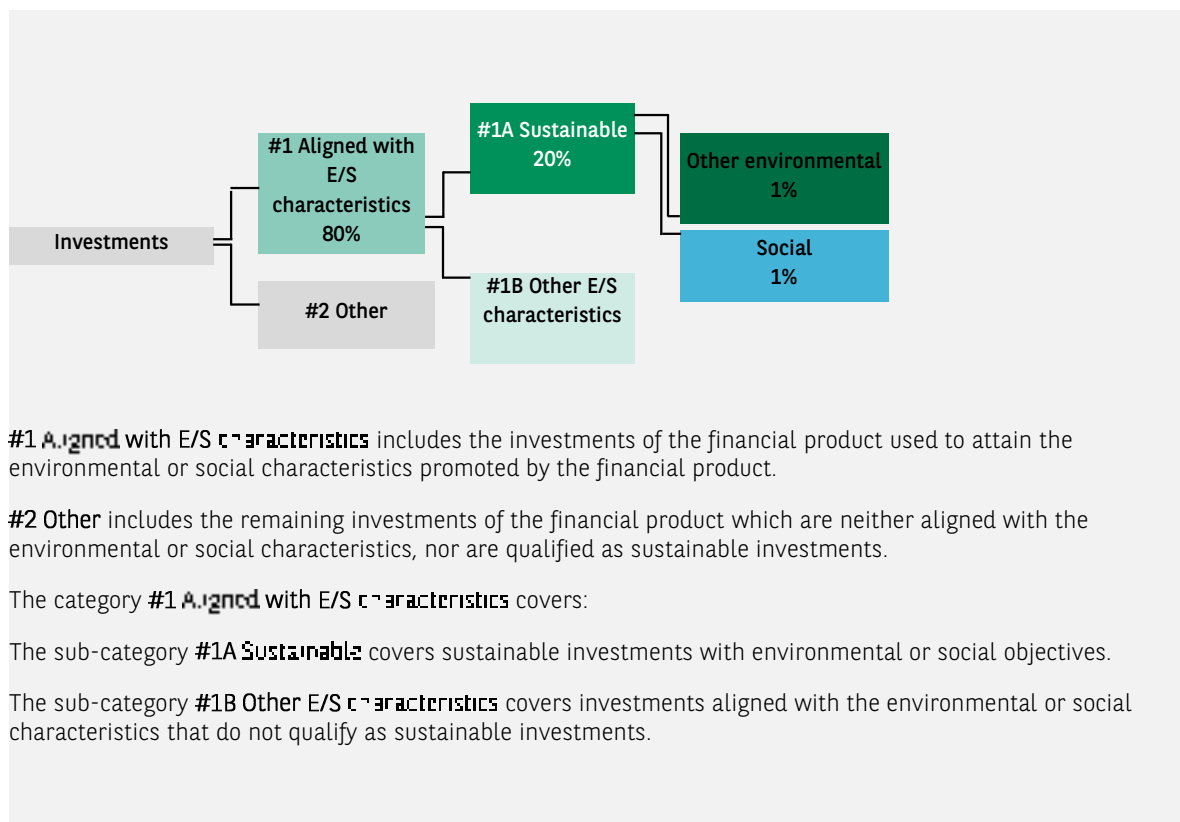 #1A Sustainable
20%
#1 Aligned with
E/S
characteristics
80%
Other environmental
1%
Investments
Social
1%
#2 Other
#1B Other E/S
characteristics
#1 Aligned with E/S characteristics includes the investments of the financial product used to attain the
environmental or social characteristics promoted by the financial product.
#2 Other includes the remaining investments of the financial product which are neither aligned with the
environmental or social characteristics, nor are qualified as sustainable investments.
The category #1 Aligned with E/S characteristics covers:
The sub-category #1A Sustainable covers sustainable investments with environmental or social objectives.
The sub-category #1B Other E/S characteristics covers investments aligned with the environmental or social
characteristics that do not qualify as sustainable investments.